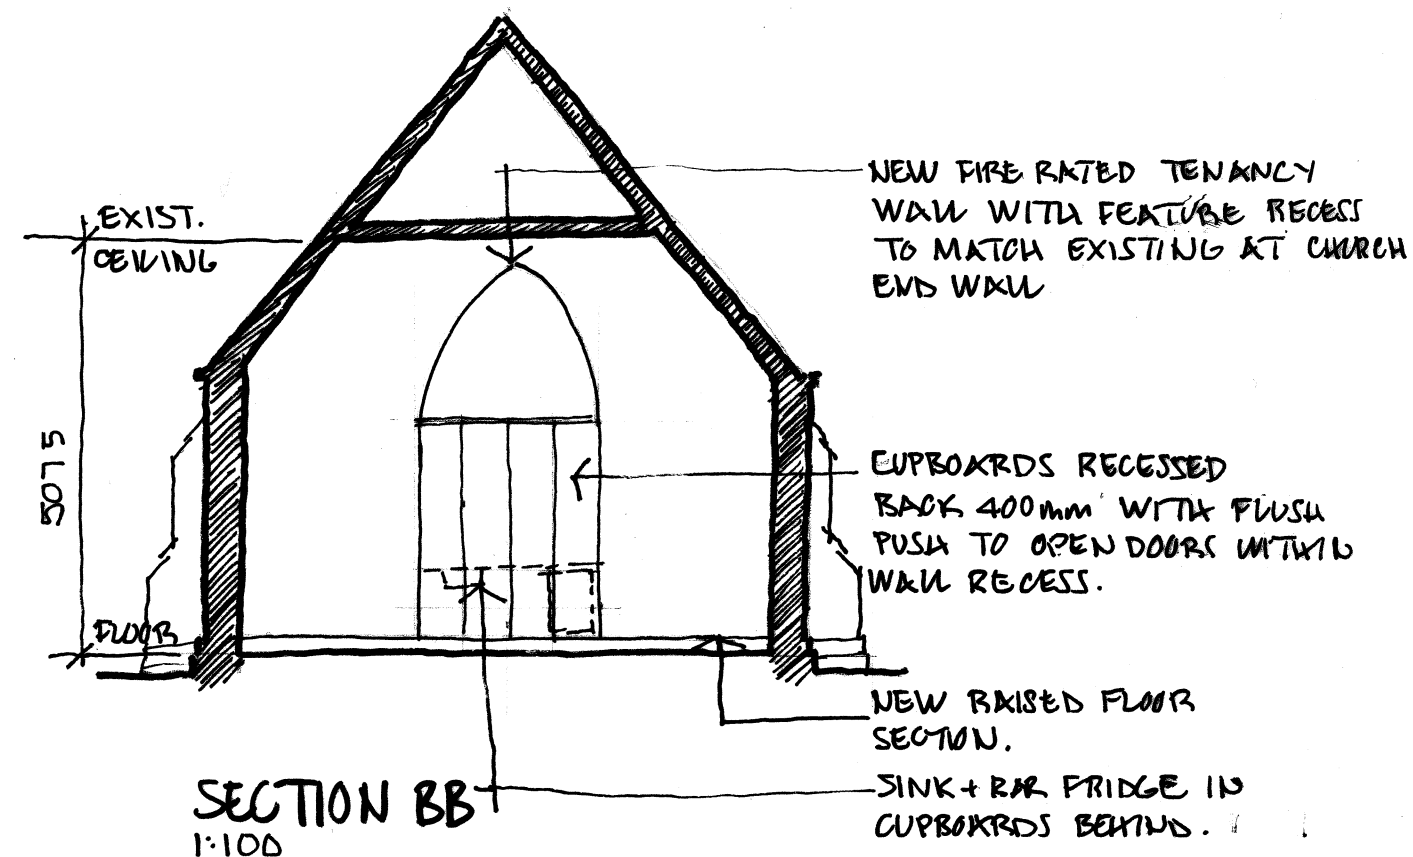 NEW FIRE RATED TENANCY
WALL WITH FEATURE RECESS
TO MATCH EXISTING AT CHURCH
END WALL
EXIST.
CEILING
5075
CUPBOARDS RECESSED
BACK 400mm WITH FLUSH
PUSH TO OPEN DOORS WITHIN
WALL RECESS.
FLOOR
NEW RAISED FLOOR
SECTION.
SINK + BAR FRIDGE IN
CUPBOARDS BEHIND.
SECTION BB
1:100